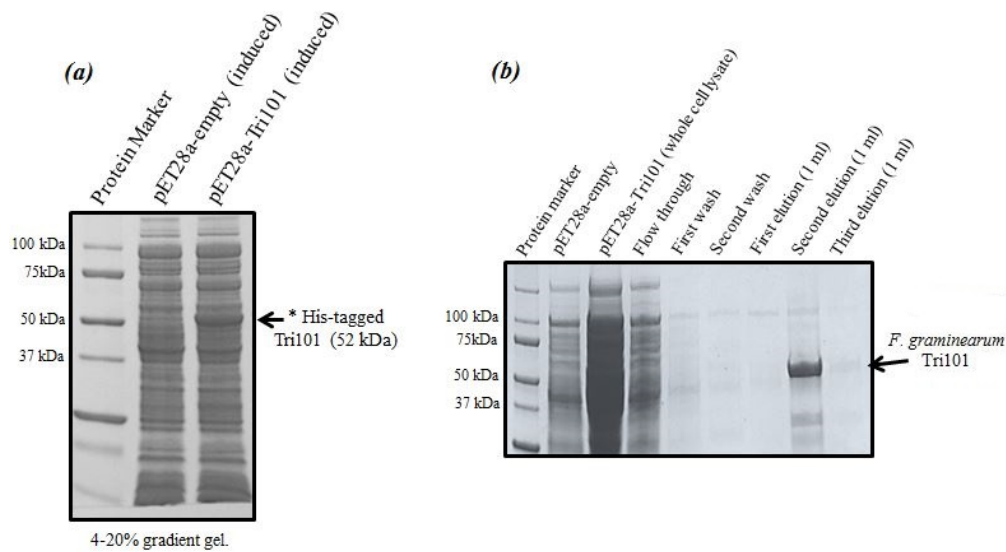 (a)
Protein Marker
pET28a-empty (induced)
pET28a-Tri101 (induced)
100 kDa
75kDa
50 kDa
37 kDa
* His-tagged
Tri101 (52 kDa)
4-20% gradient gel.
(b)
Protein marker
pET28a-empty
pET28a-Tri101 (whole cell lysate)
Flow through
First wash
Second wash
First elution (1 ml)
Second elution (1 ml)
Third elution (1 ml)
100 kDa
75kDa
50 kDa
37 kDa
F. graminearum
Tri101